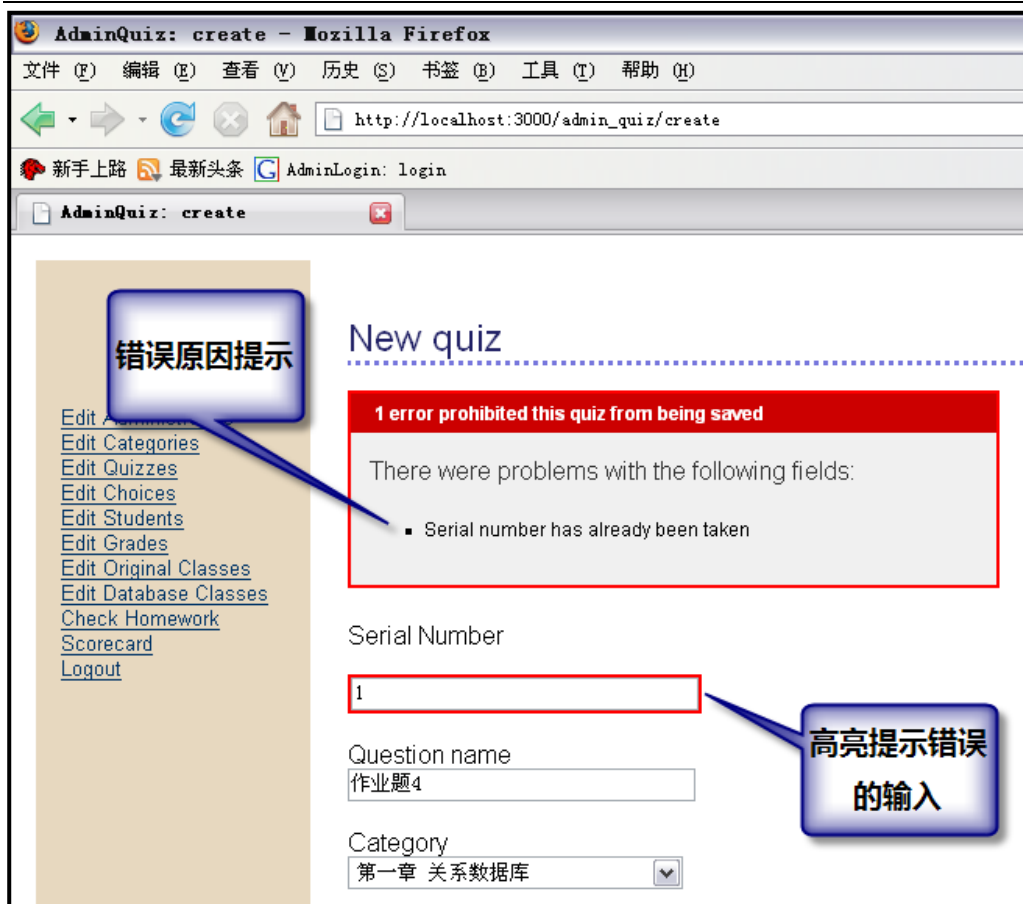 AdminQuiz: create - Mozilla Firefox
文件 (F) 编辑 (E) 查看 (V) 历史 (S) 书签 (B) 工具 (T) 帮助 (H)
http://localhost:3000/admin_quiz/create
新手上路 最新头条 AdminLogin: login
AdminQuiz: create
错误原因提示
Edit
Edit Categories
Edit Quizzes
Edit Choices
Edit Students
Edit Grades
Edit Original Classes
Edit Database Classes
Check Homework
Scorecard
Logout
New quiz
1 error prohibited this quiz from being saved
There were problems with the following fields:
Serial number has already been taken
Serial Number
1
高亮提示错误
的输入
Question name
作业题4
Category
第一章 关系数据库